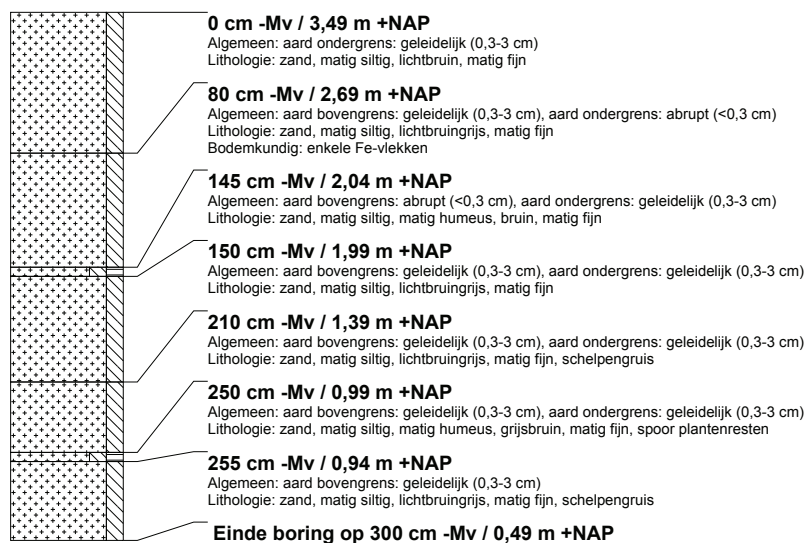 0 cm -Mv / 3,49 m +NAP
Algemeen: aard ondergrens: geleidelijk (0,3-3 cm)
Lithologie: zand, matig siltig, lichtbruin, matig fijn
80 cm -Mv / 2,69 m +NAP
Algemeen: aard bovengrens: geleidelijk (0,3-3 cm), aard ondergrens: abrupt (<0,3 cm)
Lithologie: zand, matig siltig, lichtbruingrijs, matig fijn
Bodemkundig: enkele Fe-vlekken
145 cm -Mv / 2,04 m +NAP
Algemeen: aard bovengrens: abrupt (<0,3 cm), aard ondergrens: geleidelijk (0,3-3 cm)
Lithologie: zand, matig siltig, matig humeus, bruin, matig fijn
150 cm -Mv / 1,99 m +NAP
Algemeen: aard bovengrens: geleidelijk (0,3-3 cm), aard ondergrens: geleidelijk (0,3-3 cm)
Lithologie: zand, matig siltig, lichtbruingrijs, matig fijn
210 cm -Mv / 1,39 m +NAP
Algemeen: aard bovengrens: geleidelijk (0,3-3 cm), aard ondergrens: geleidelijk (0,3-3 cm)
Lithologie: zand, matig siltig, lichtbruingrijs, matig fijn, schelpengruis
250 cm -Mv / 0,99 m +NAP
Algemeen: aard bovengrens: geleidelijk (0,3-3 cm), aard ondergrens: geleidelijk (0,3-3 cm)
Lithologie: zand, matig siltig, matig humeus, grijsbruin, matig fijn, spoor plantenresten
255 cm -Mv / 0,94 m +NAP
Algemeen: aard bovengrens: geleidelijk (0,3-3 cm)
Lithologie: zand, matig siltig, lichtbruingrijs, matig fijn, schelpengruis
Einde boring op 300 cm -Mv / 0,49 m +NAP